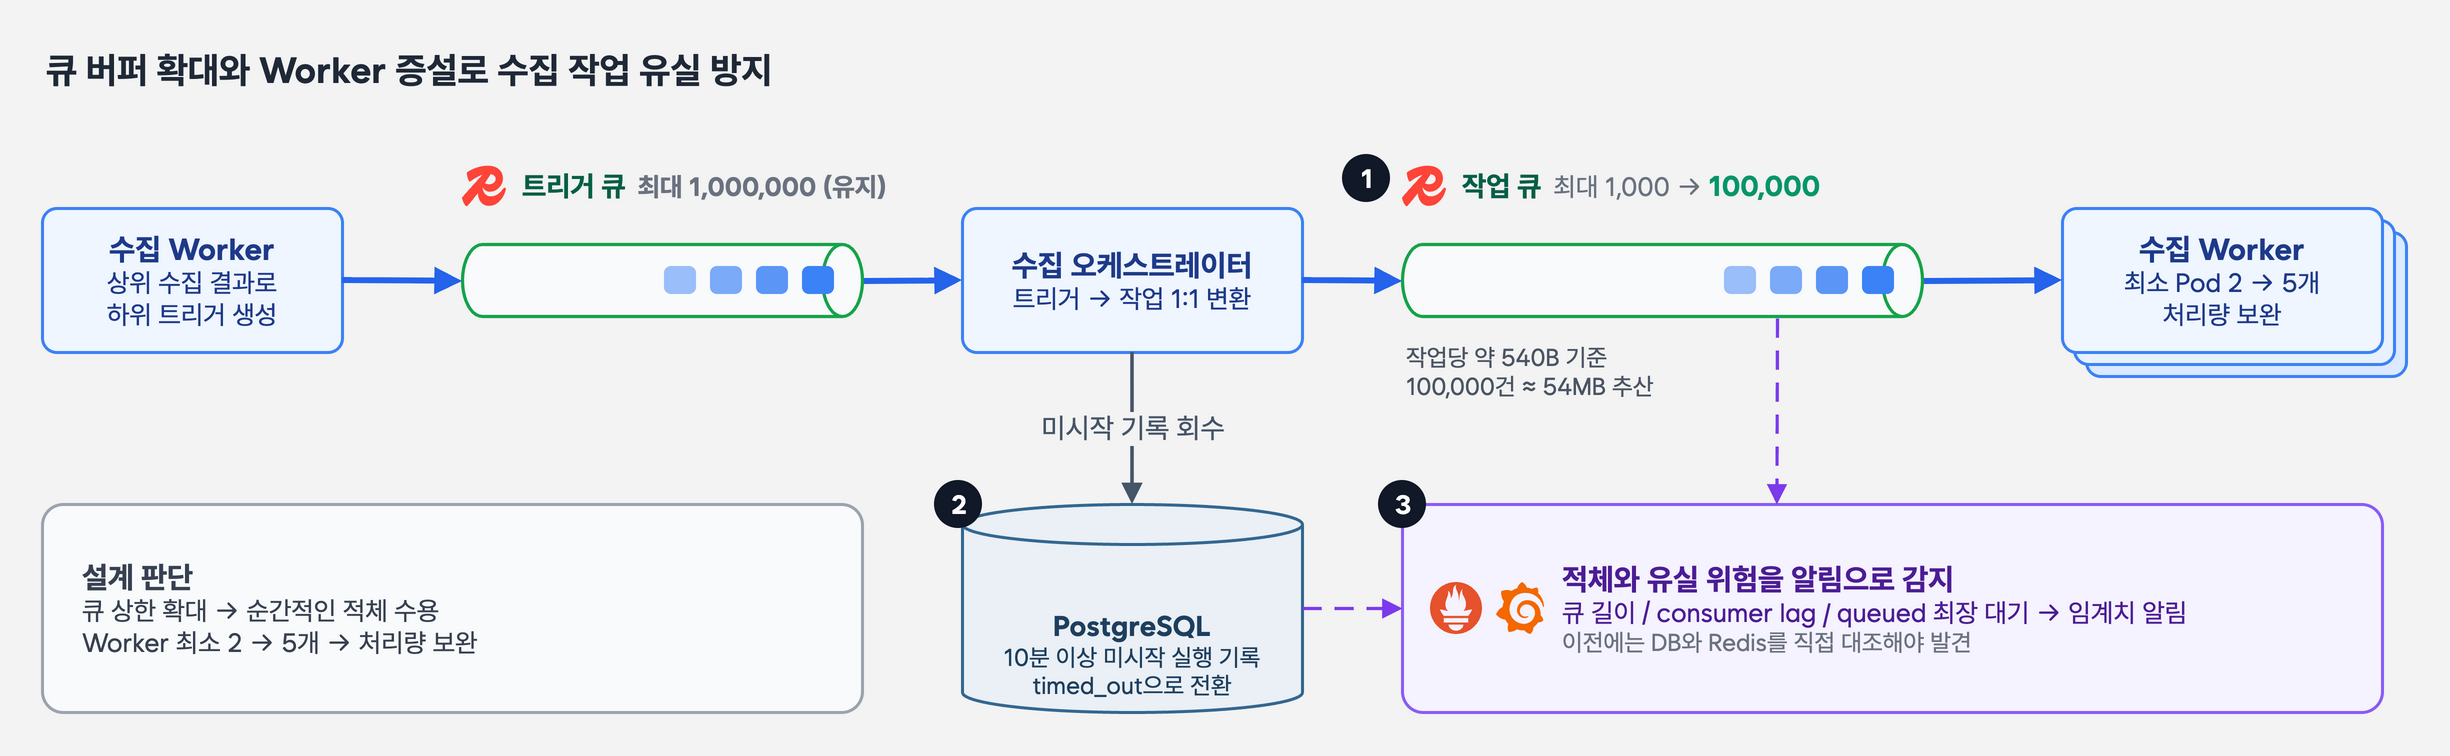 큐 버퍼 확대와 Worker 증설로 수집 작업 유실 방지
트리거 큐 최대 1,000,000 (유지)
1 작업 큐 최대 1,000 → 100,000
수집 Worker
상위 수집 결과로
하위 트리거 생성
수집 오케스트레이터
트리거 → 작업 1:1 변환
수집 Worker
최소 Pod 2 → 5개
처리량 보완
작업당 약 540B 기준
100,000건 ≈ 54MB 추산
미시작 기록 회수
설계 판단
큐 상한 확대 → 순간적인 적체 수용
Worker 최소 2 → 5개 → 처리량 보완
2
PostgreSQL
10분 이상 미시작 실행 기록
timed_out으로 전환
3
적체와 유실 위험을 알림으로 감지
큐 길이 / consumer lag / queued 최장 대기 → 임계치 알림
이전에는 DB와 Redis를 직접 대조해야 발견